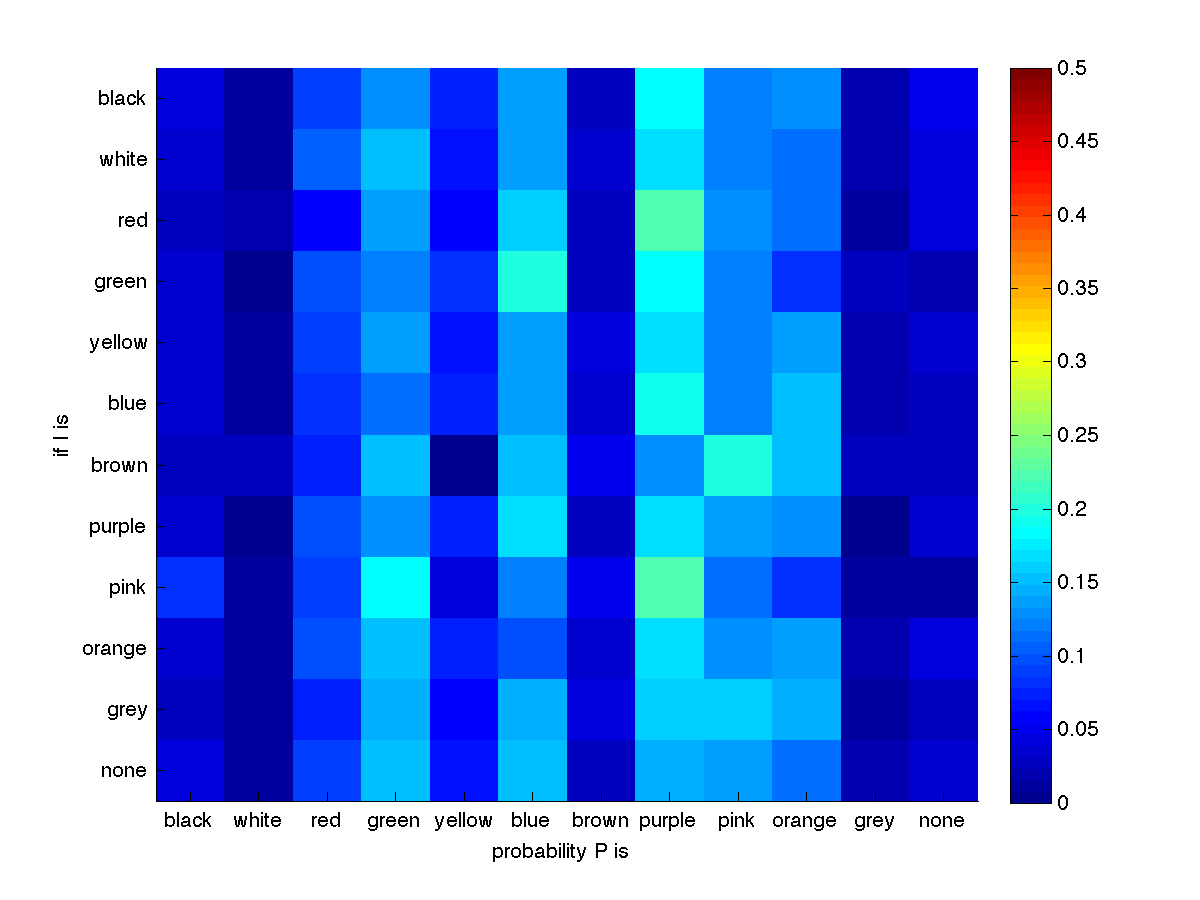 black
white
red
green
yellow
blue
brown
purple
pink
orange
grey
none
if I is
black white red green yellow blue brown purple pink orange grey none
probability P is
0.5
0.45
0.4
0.35
0.3
0.25
0.2
0.15
0.1
0.05
0